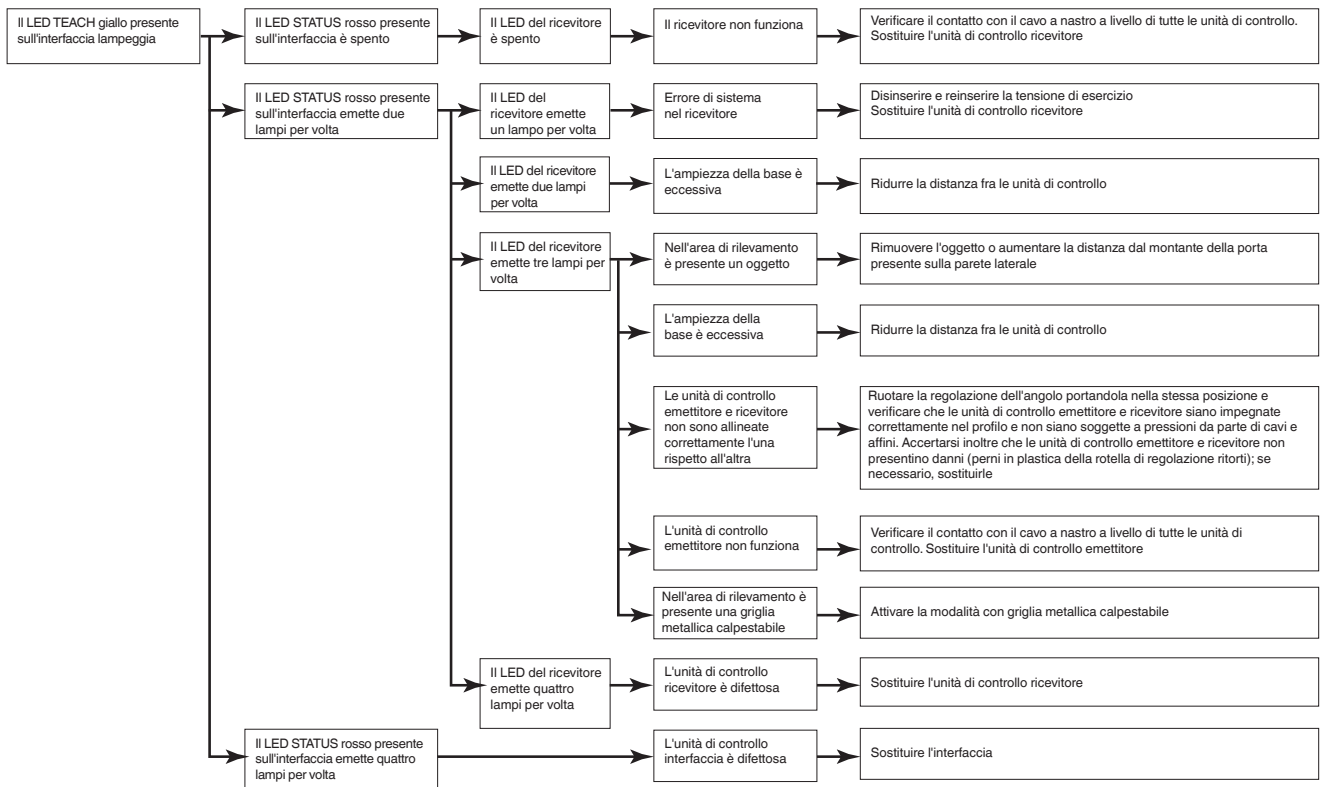 Il LED TEACH giallo presente
sull'interfaccia lampeggia
Il LED STATUS rosso presente
sull'interfaccia è spento
Il LED del ricevitore
è spento
Il ricevitore non funziona
Verificare il contatto con il cavo a nastro a livello di tutte le unità di controllo.
Sostituire l'unità di controllo ricevitore
Il LED STATUS rosso presente
sull'interfaccia emette due
lampi per volta
Il LED del
ricevitore emette
un lampo per volta
Errore di sistema
nel ricevitore
Disinserire e reinserire la tensione di esercizio
Sostituire l'unità di controllo ricevitore
Il LED del ricevitore
emette due lampi
per volta
L'ampiezza della base è
eccessiva
Ridurre la distanza fra le unità di controllo
Il LED del ricevitore
emette tre lampi per
volta
Nell'area di rilevamento
è presente un oggetto
Rimuovere l'oggetto o aumentare la distanza dal montante della porta
presente sulla parete laterale
L'ampiezza della
base è eccessiva
Ridurre la distanza fra le unità di controllo
Le unità di controllo
emettitore e ricevitore
non sono allineate
correttamente l'una
rispetto all'altra
Ruotare la regolazione dell'angolo portandola nella stessa posizione e
verificare che le unità di controllo emettitore e ricevitore siano impegnate
correttamente nel profilo e non siano soggette a pressioni da parte di cavi e
affini. Accertarsi inoltre che le unità di controllo emettitore e ricevitore non
presentino danni (perni in plastica della rotella di regolazione ritorti); se
necessario, sostituirle
L'unità di controllo
emettitore non funziona
Verificare il contatto con il cavo a nastro a livello di tutte le unità di
controllo. Sostituire l'unità di controllo emettitore
Nell'area di rilevamento è
presente una griglia
metallica calpestabile
Attivare la modalità con griglia metallica calpestabile
Il LED del ricevitore
emette quattro
lampi per volta
L'unità di controllo
ricevitore è difettosa
Sostituire l'unità di controllo ricevitore
Il LED STATUS rosso presente
sull'interfaccia emette quattro
lampi per volta
L'unità di controllo
interfaccia è difettosa
Sostituire l'interfaccia